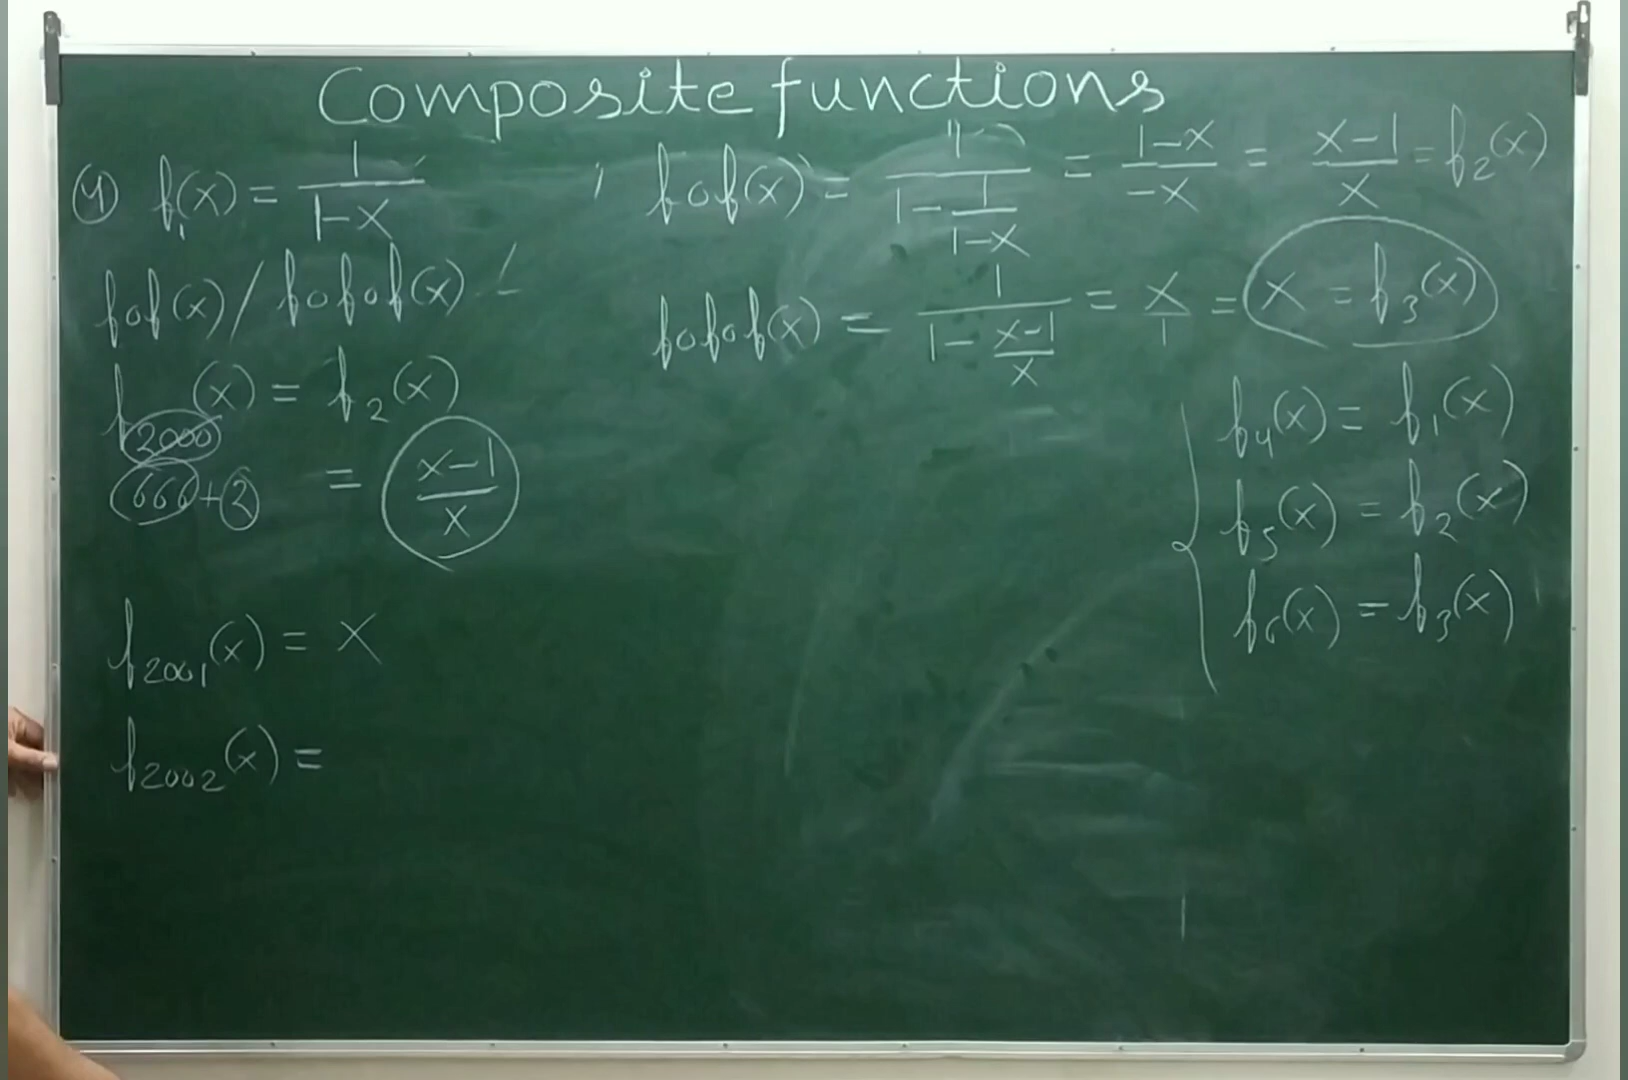 Composite functions
④ f₁(x) = 1/(1-x) , fof(x) = 1/(1 - 1/(1-x)) = (1-x)/(-x) = (x-1)/x = f₂(x)
fof(x) / fofof(x)
fofof(x) = 1/(1 - (x-1)/x) = x/1 = x = f₃(x)
f₂₀₀₀(x) = f₂(x)
666+2 = (x-1)/x
f₄(x) = f₁(x)
f₅(x) = f₂(x)
f₆(x) = f₃(x)
f₂₀₀₁(x) = x
f₂₀₀₂(x) =